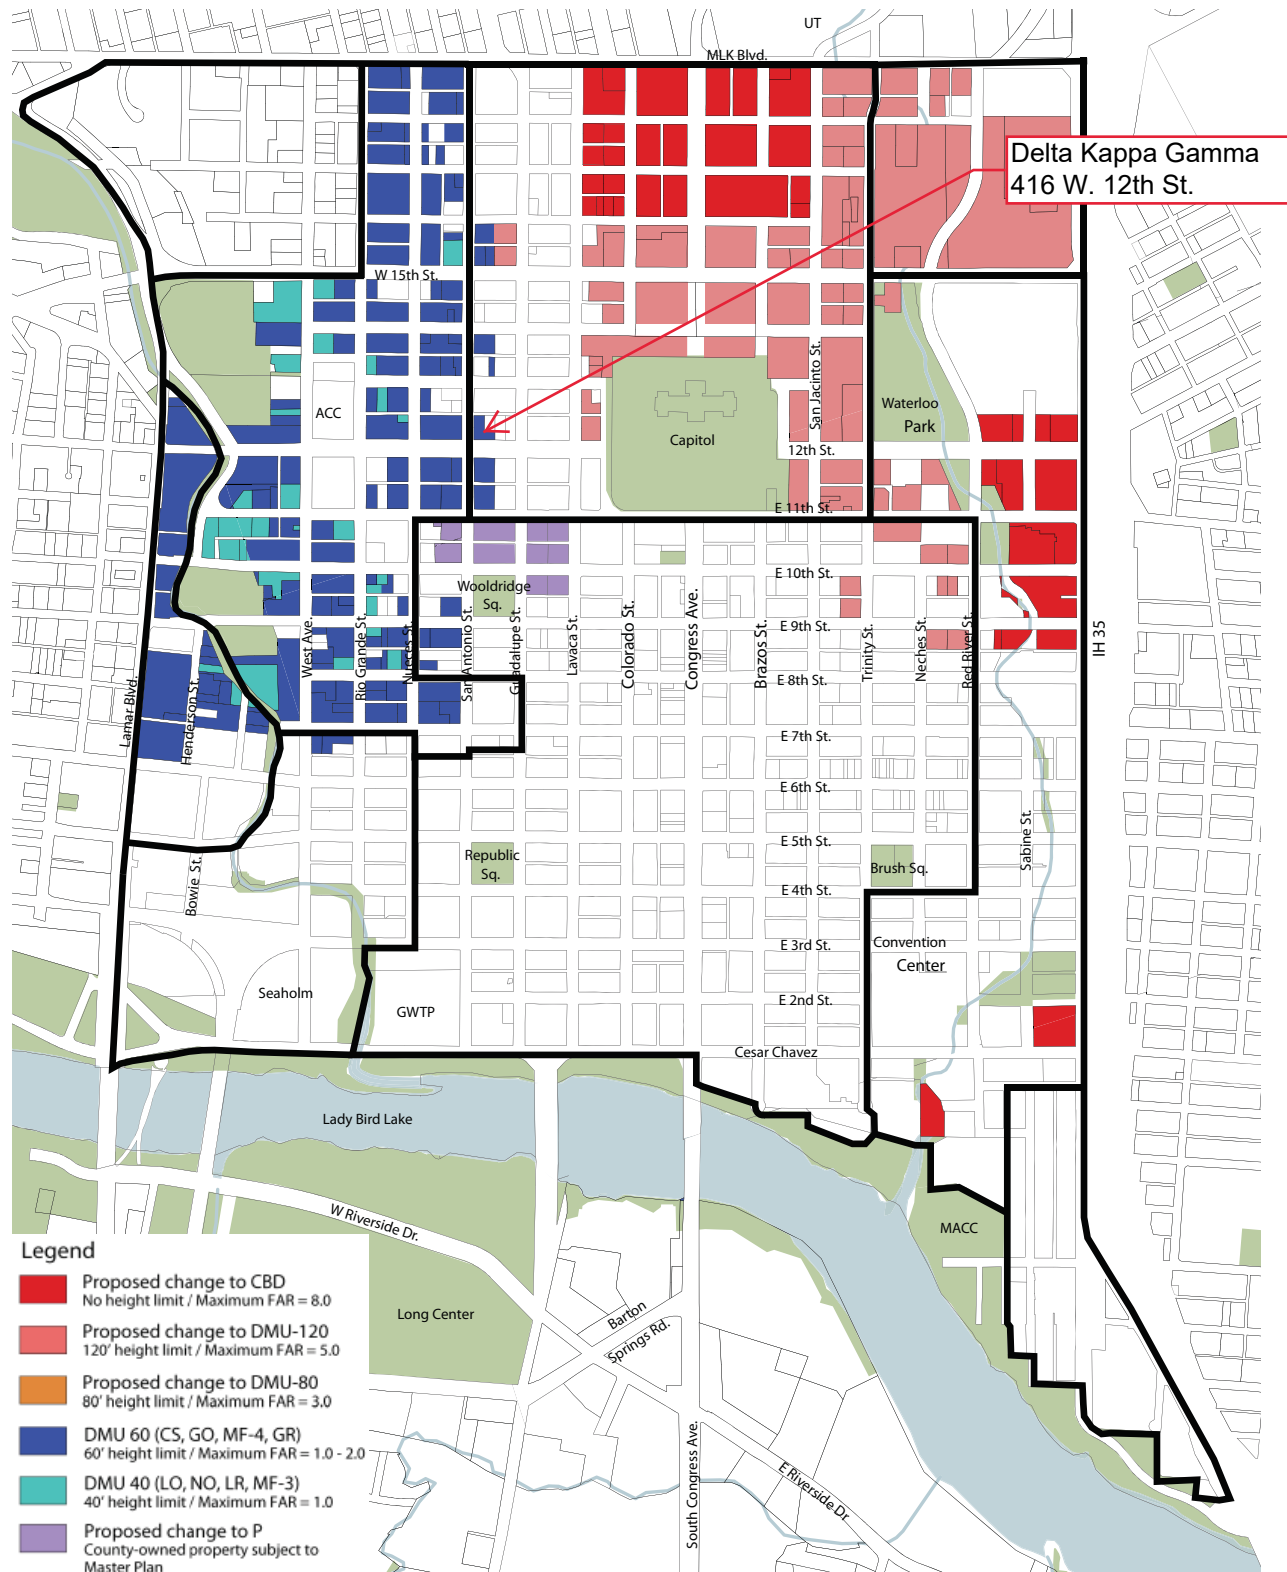 UT
MLK Blvd.
Delta Kappa Gamma
416 W. 12th St.
W 15th St.
San Jacinto St.
Waterloo
Park
ACC
Capitol
12th St.
E 11th St.
E 10th St.
Wooldridge
Sq.
E 9th St.
West Ave.
Rio Grande St.
Nueces St.
San Antonio St.
Guadalupe St.
Lavaca St.
Colorado St.
Congress Ave.
Brazos St.
Trinity St.
Neches St.
Red River St.
IH 35
E 8th St.
Lamar Blvd.
Henderson St.
E 7th St.
E 6th St.
E 5th St.
Sabine St.
Republic
Sq.
Brush Sq.
Bowie St.
E 4th St.
E 3rd St.
Convention
Center
Seaholm
GWTP
E 2nd St.
Cesar Chavez
Lady Bird Lake
W Riverside Dr.
MACC
Long Center
Barton
Springs Rd.
South Congress Ave.
E Riverside Dr
Legend
Proposed change to CBD
No height limit / Maximum FAR = 8.0
Proposed change to DMU-120
120' height limit / Maximum FAR = 5.0
Proposed change to DMU-80
80' height limit / Maximum FAR = 3.0
DMU 60 (CS, GO, MF-4, GR)
60' height limit / Maximum FAR = 1.0 - 2.0
DMU 40 (LO, NO, LR, MF-3)
40' height limit / Maximum FAR = 1.0
Proposed change to P
County-owned property subject to
Master Plan